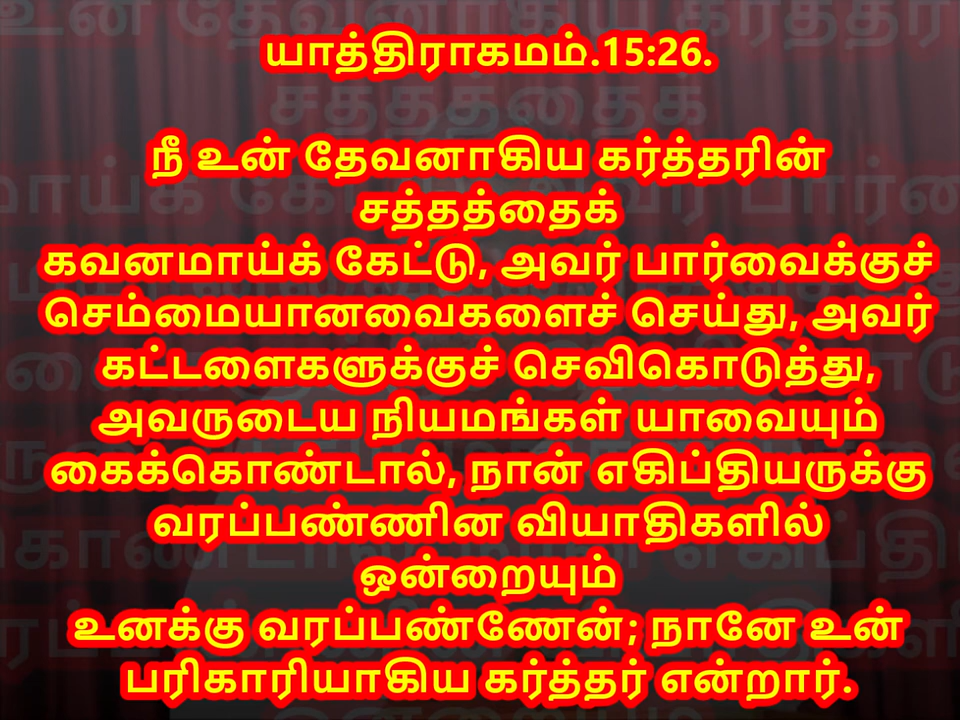 யாத்திராகமம்.15:26.
நீ உன் தேவனாகிய கர்த்தரின்
சத்தத்தைக்
கவனமாய்க் கேட்டு, அவர் பார்வைக்குச்
செம்மையானவைகளைச் செய்து, அவர்
கட்டளைகளுக்குச் செவிகொடுத்து,
அவருடைய நியமங்கள் யாவையும்
கைக்கொண்டால், நான் எகிப்தியருக்கு
வரப்பண்ணின வியாதிகளில்
ஒன்றையும்
உனக்கு வரப்பண்ணேன்; நானே உன்
பரிகாரியாகிய கர்த்தர் என்றார்.